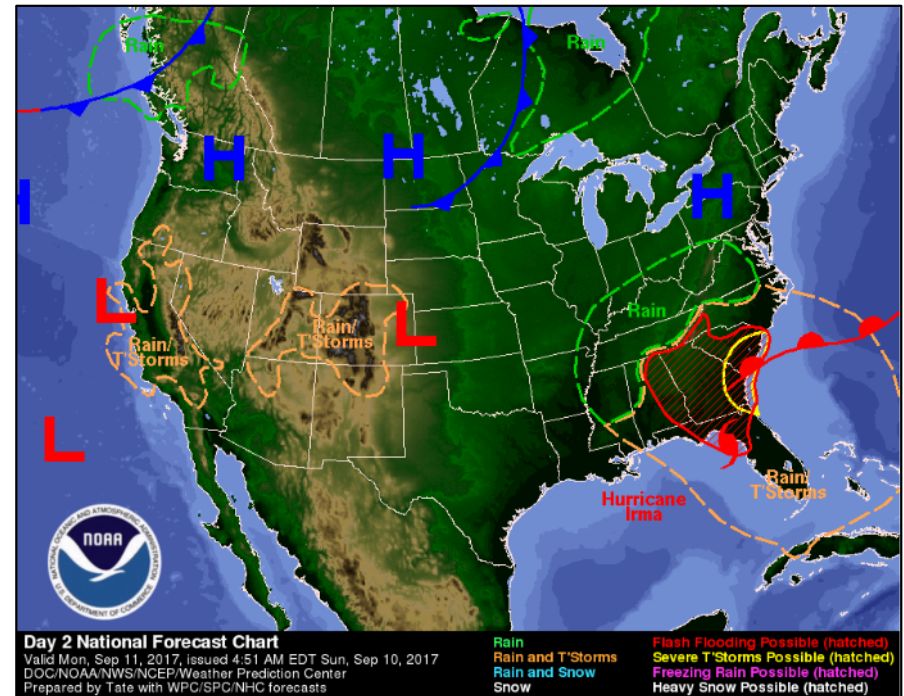 Rain
Rain
H
H
H
H
L
L
L
Rain
Rain/
T'Storms
Rain/
T'Storms
Rain/
T'Storms
Hurricane
Irma
NATIONAL OCEANIC AND ATMOSPHERIC ADMINISTRATION
NOAA
U.S. DEPARTMENT OF COMMERCE
Day 2 National Forecast Chart
Valid Mon, Sep 11, 2017, issued 4:51 AM EDT Sun, Sep 10, 2017
DOC/NOAA/NWS/NCEP/Weather Prediction Center
Prepared by Tate with WPC/SPC/NHC forecasts
Rain
Rain and T'Storms
Rain and Snow
Snow
Flash Flooding Possible (hatched)
Severe T'Storms Possible (hatched)
Freezing Rain Possible (hatched)
Heavy Snow Possible (hatched)